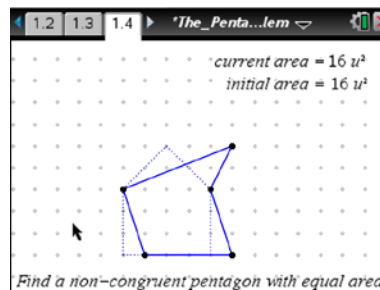 1.2 1.3 1.4 *The_Penta...lem
current area = 16 u²
initial area = 16 u²
Find a non-congruent pentagon with equal area